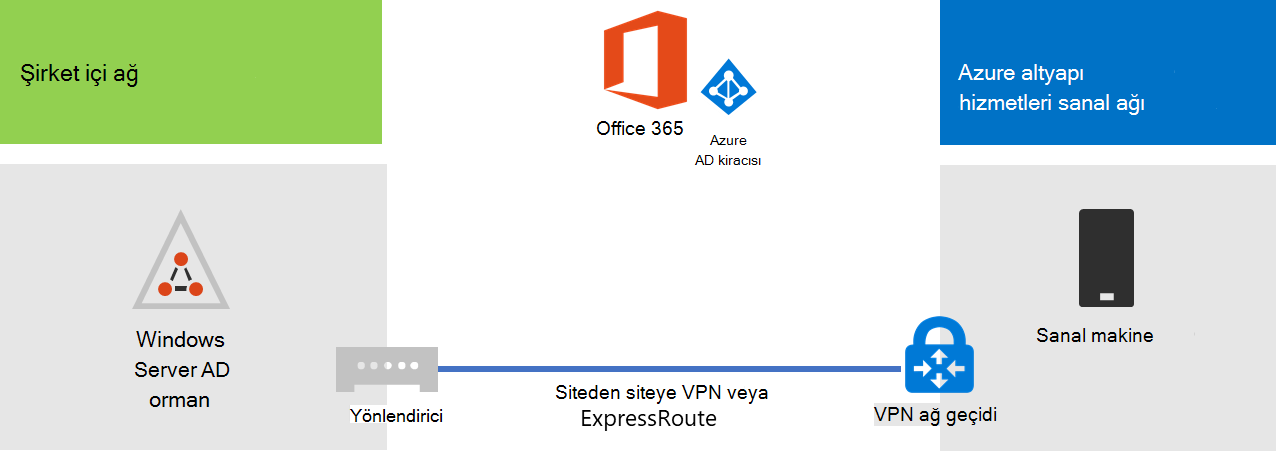 Şirket içi ağ
Office 365
Azure
AD kiracısı
Azure altyapı
hizmetleri sanal ağı
Windows
Server AD
orman
Yönlendirici
Siteden siteye VPN veya
ExpressRoute
VPN ağ geçidi
Sanal makine